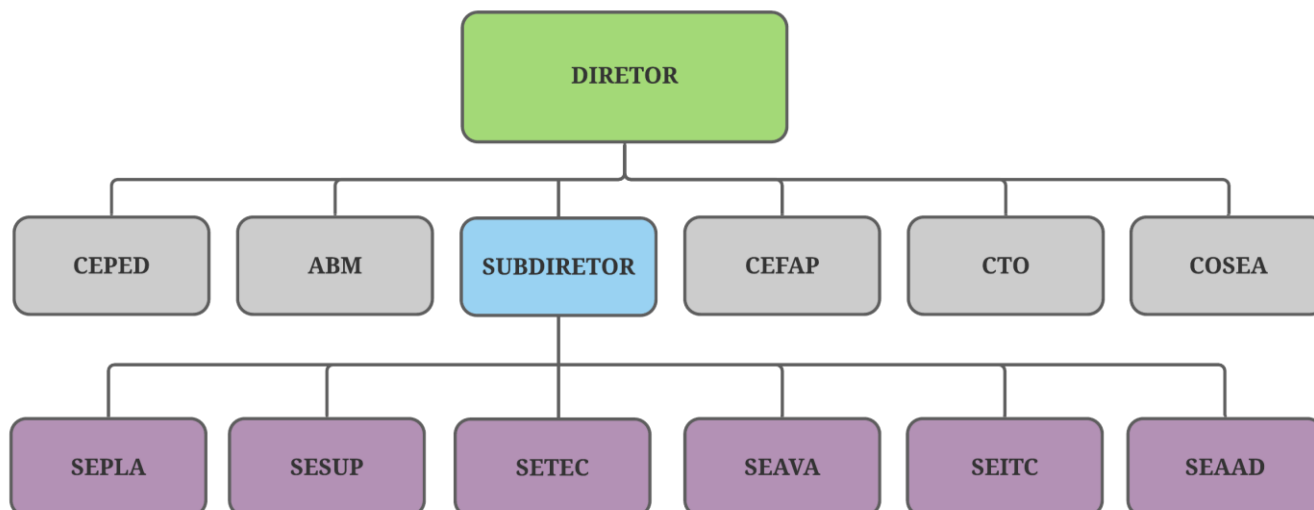 DIRETOR
CEPED
ABM
SUBDIRETOR
CEFAP
CTO
COSEA
SEPLA
SESUP
SETEC
SEAVA
SEITC
SEAAD